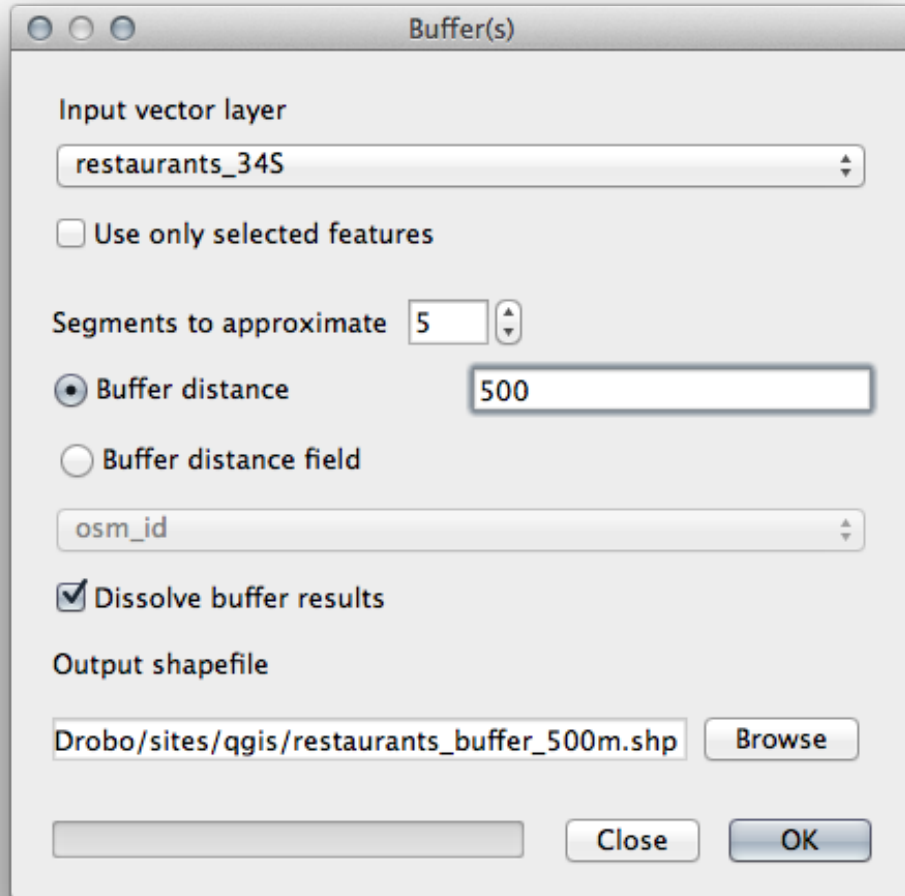 Buffer(s)
Input vector layer
restaurants_34S
Use only selected features
Segments to approximate 5
Buffer distance 500
Buffer distance field
osm_id
Dissolve buffer results
Output shapefile
Drobo/sites/qgis/restaurants_buffer_500m.shp Browse
Close OK